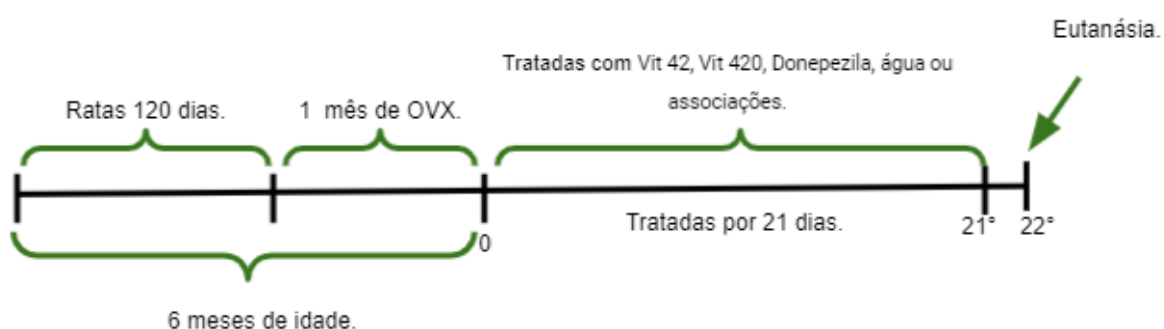 Eutanásia.
Tratadas com Vit 42, Vit 420, Donepezila, água ou
associações.
Ratas 120 dias.
1 mês de OVX.
0
Tratadas por 21 dias.
21°
22°
6 meses de idade.